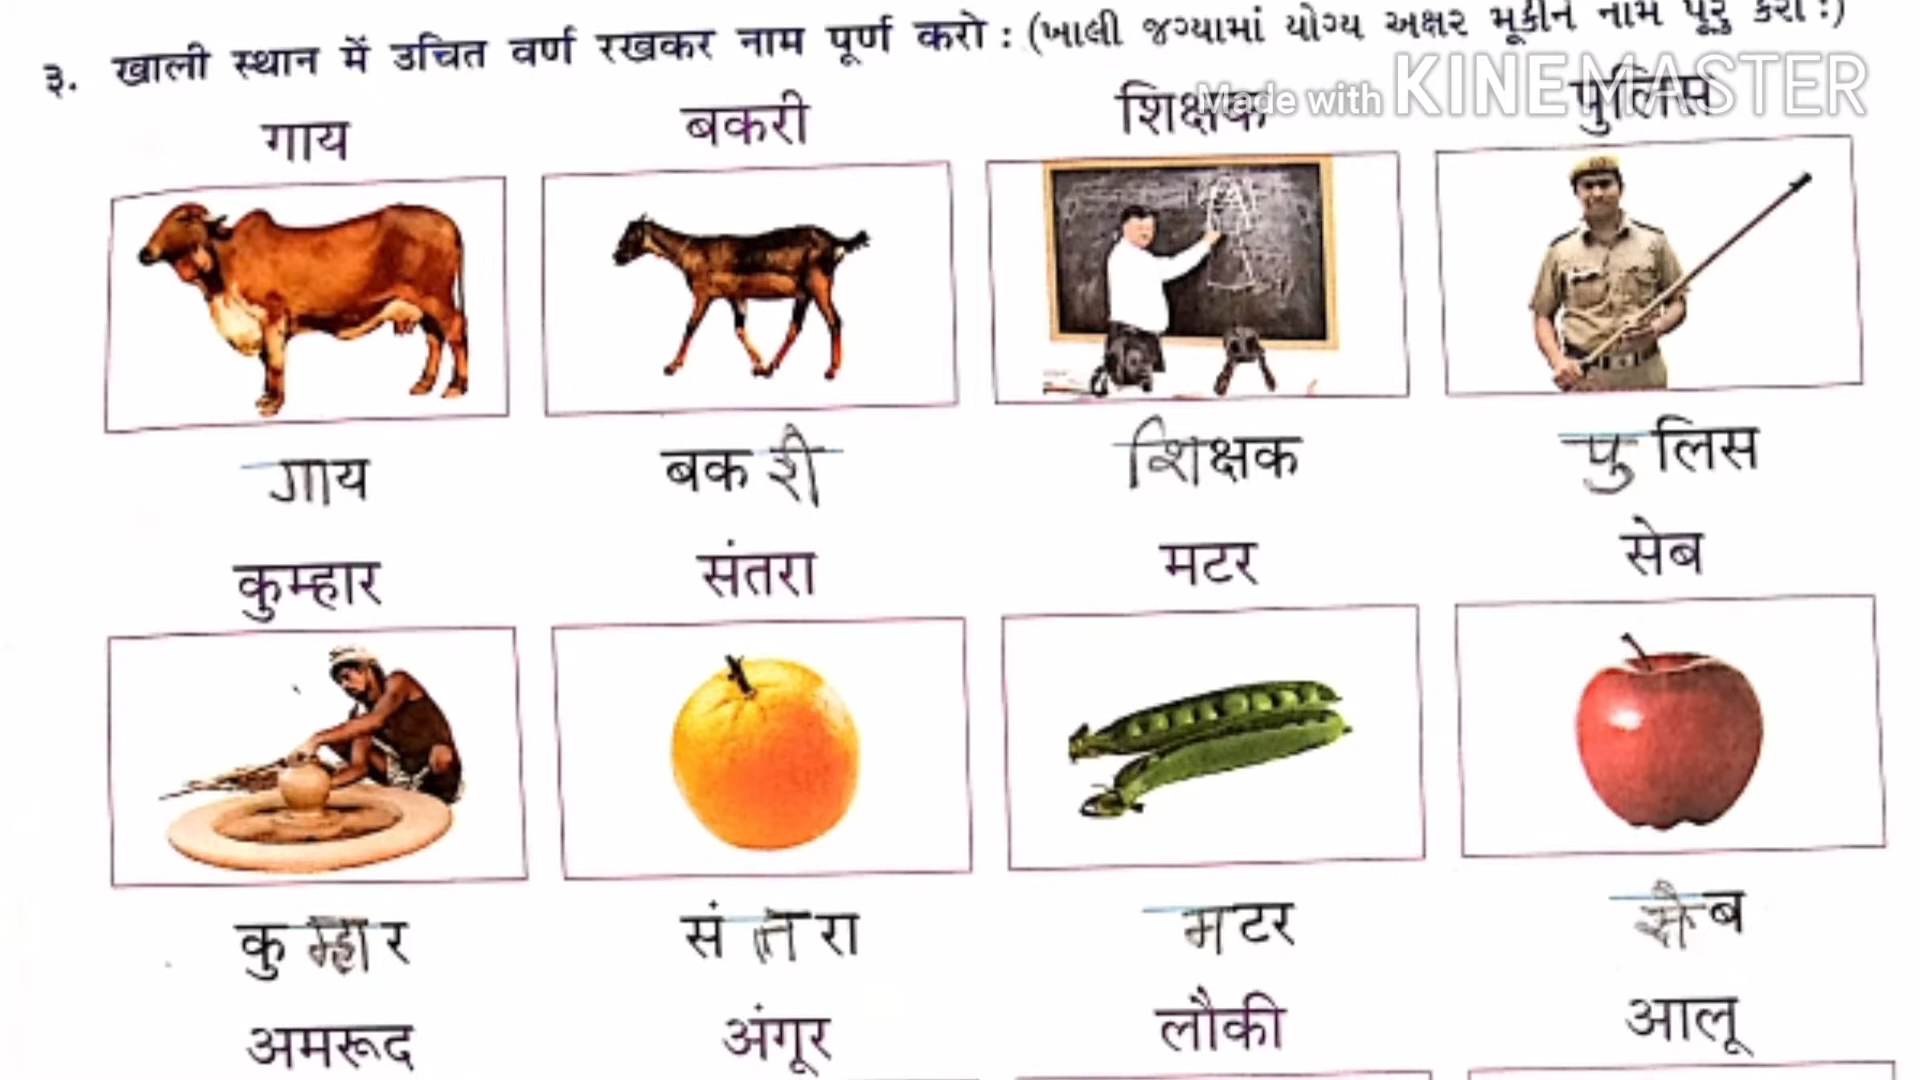 ३. खाली स्थान में उचित वर्ण रखकर नाम पूर्ण करो : (ખાલી જગ્યામાં યોગ્ય અક્ષર મૂકીને નામ પૂરું કરો :)
Made with KINEMASTER
गाय बकरी शिक्षक पुलिस
गाय बकरी शिक्षक पुलिस
कुम्हार संतरा मटर सेब
कुम्हार संतरा मटर सेब
अमरूद अंगूर लौकी आलू